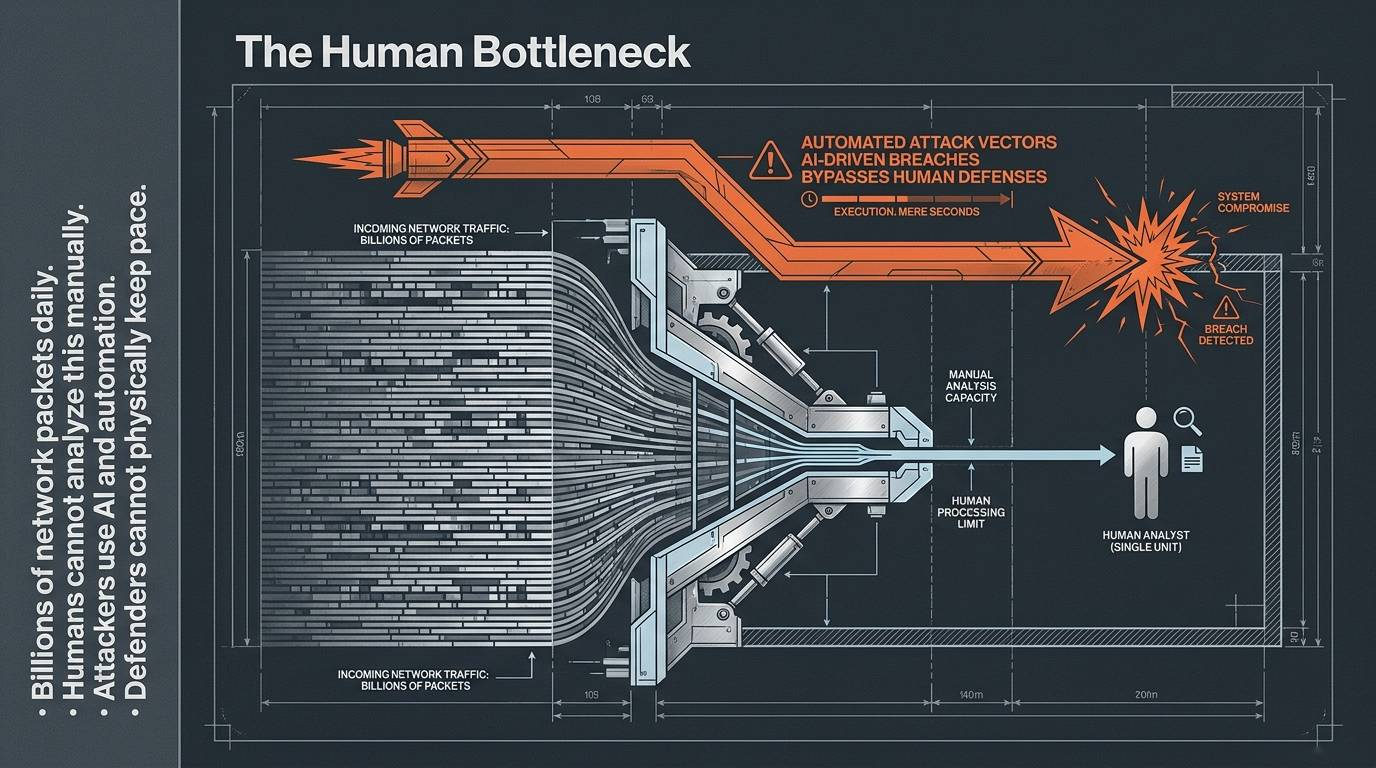 The Human Bottleneck
• Billions of network packets daily.
• Humans cannot analyze this manually.
• Attackers use AI and automation.
• Defenders cannot physically keep pace.
108
63
AUTOMATED ATTACK VECTORS
AI-DRIVEN BREACHES
BYPASSES HUMAN DEFENSES
EXECUTION. MERE SECONDS
SYSTEM
COMPROMISE
BREACH
DETECTED
INCOMING NETWORK TRAFFIC:
BILLIONS OF PACKETS
MANUAL
ANALYSIS
CAPACITY
HUMAN
PROCESSING
LIMIT
HUMAN ANALYST
(SINGLE UNIT)
INCOMING NETWORK TRAFFIC:
BILLIONS OF PACKETS
109
140m